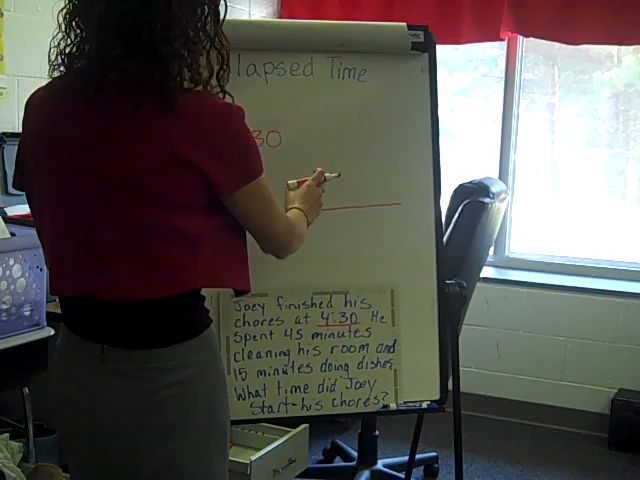 lapsed Time
30
Joey finished his
chores at 4:30 He
spent 45 minutes
cleaning his room and
15 minutes doing dishes.
What time did Joey
Start his chores?